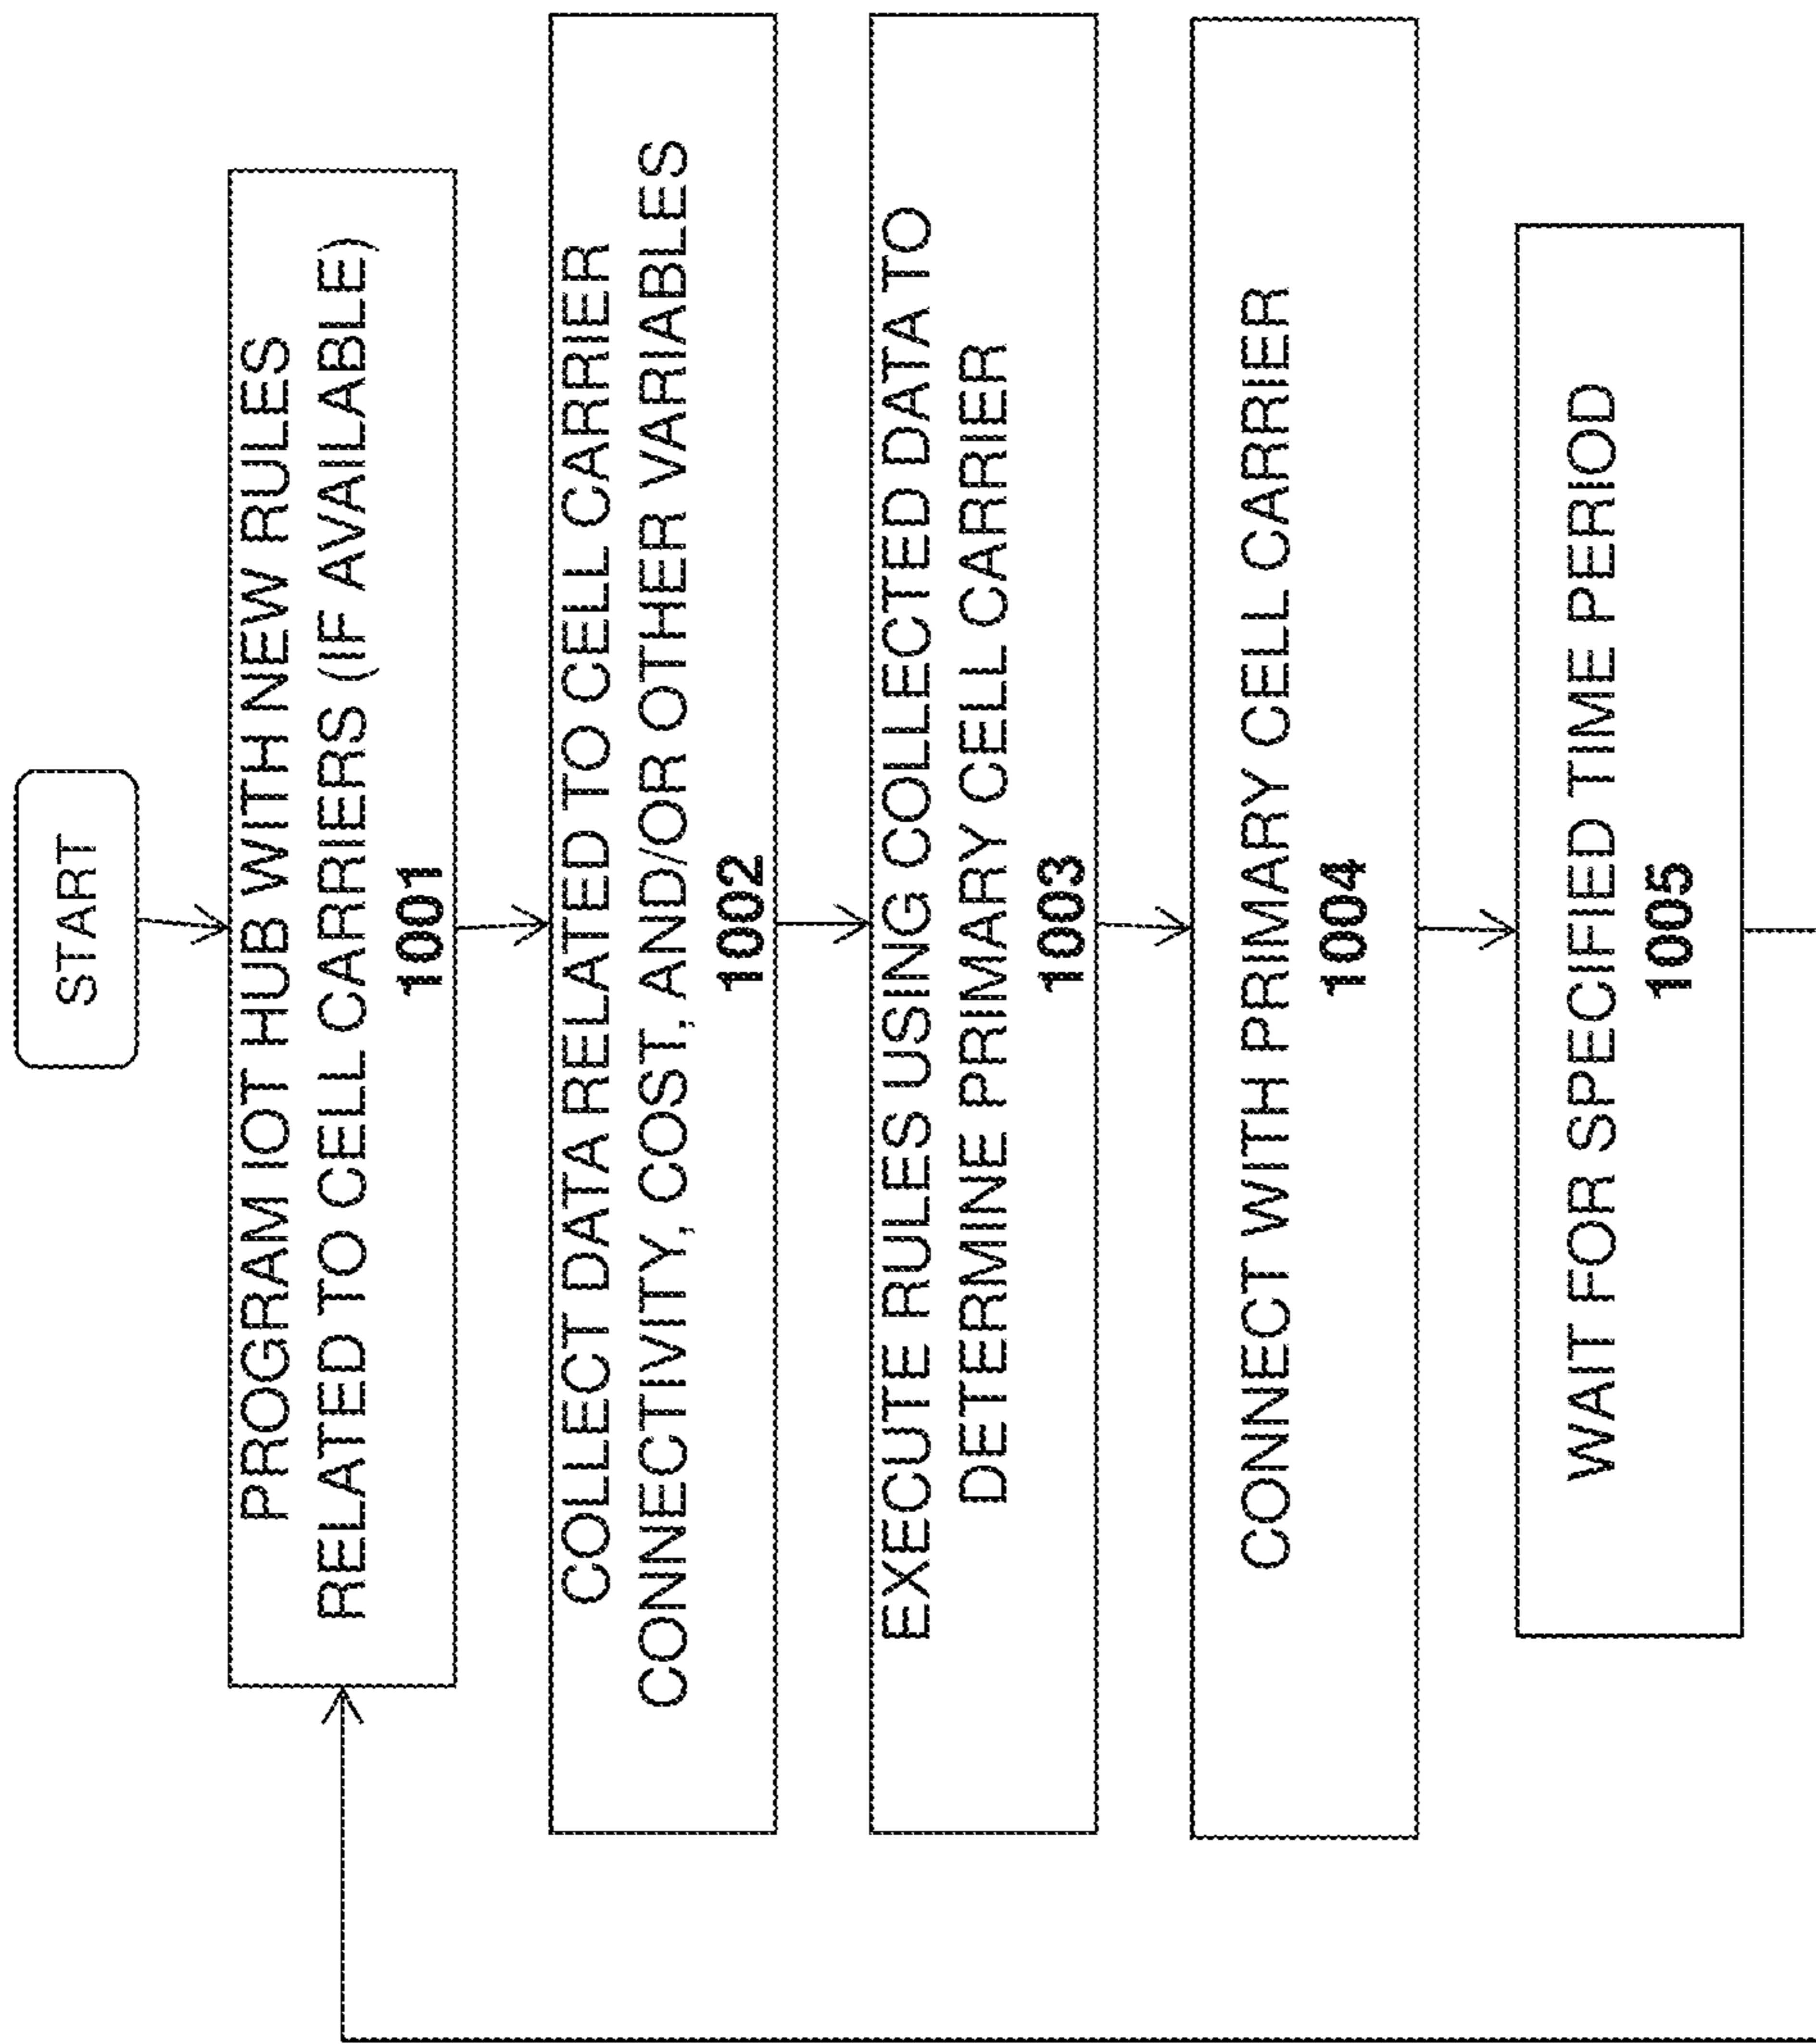 START
PROGRAM IOT HUB WITH NEW RULES
RELATED TO CELL CARRIERS (IF AVAILABLE)
1001
COLLECT DATA RELATED TO CELL CARRIER
CONNECTIVITY, COST, AND/OR OTHER VARIABLES
1002
EXECUTE RULES USING COLLECTED DATA TO
DETERMINE PRIMARY CELL CARRIER
1003
CONNECT WITH PRIMARY CELL CARRIER
1004
WAIT FOR SPECIFIED TIME PERIOD
1005